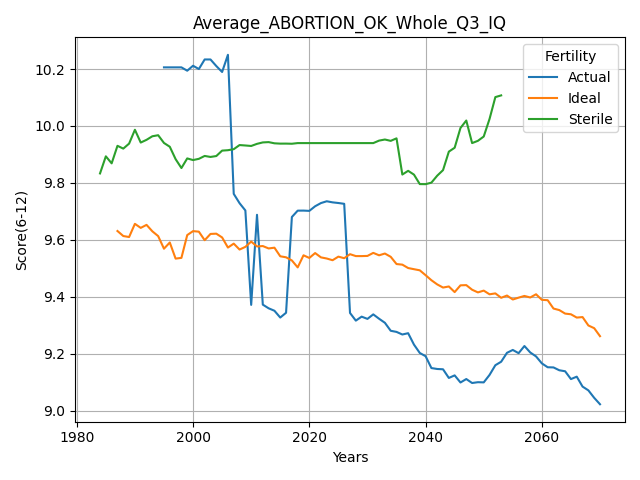 Average_ABORTION_OK_Whole_Q3_IQ
Fertility
Actual
Ideal
Sterile
Score(6-12)
10.2
10.0
9.8
9.6
9.4
9.2
9.0
1980
2000
2020
2040
2060
Years